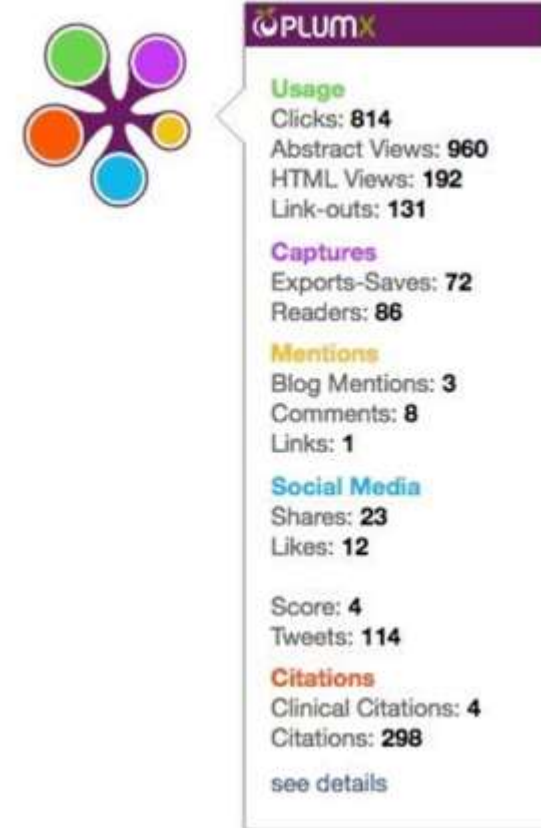 PLUMX
Usage
Clicks: 814
Abstract Views: 960
HTML Views: 192
Link-outs: 131
Captures
Exports-Saves: 72
Readers: 86
Mentions
Blog Mentions: 3
Comments: 8
Links: 1
Social Media
Shares: 23
Likes: 12
Score: 4
Tweets: 114
Citations
Clinical Citations: 4
Citations: 298
see details